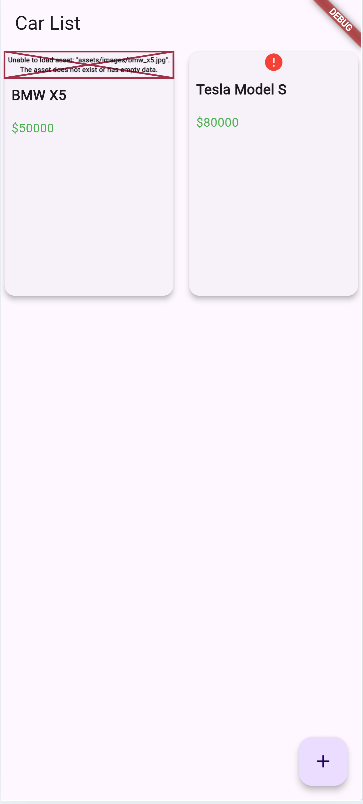 Car List
DEBUG
Unable to load asset: "assets/images/bmw_x5.jpg".
The asset does not exist or has empty data.
BMW X5
$50000
!
Tesla Model S
$80000
+